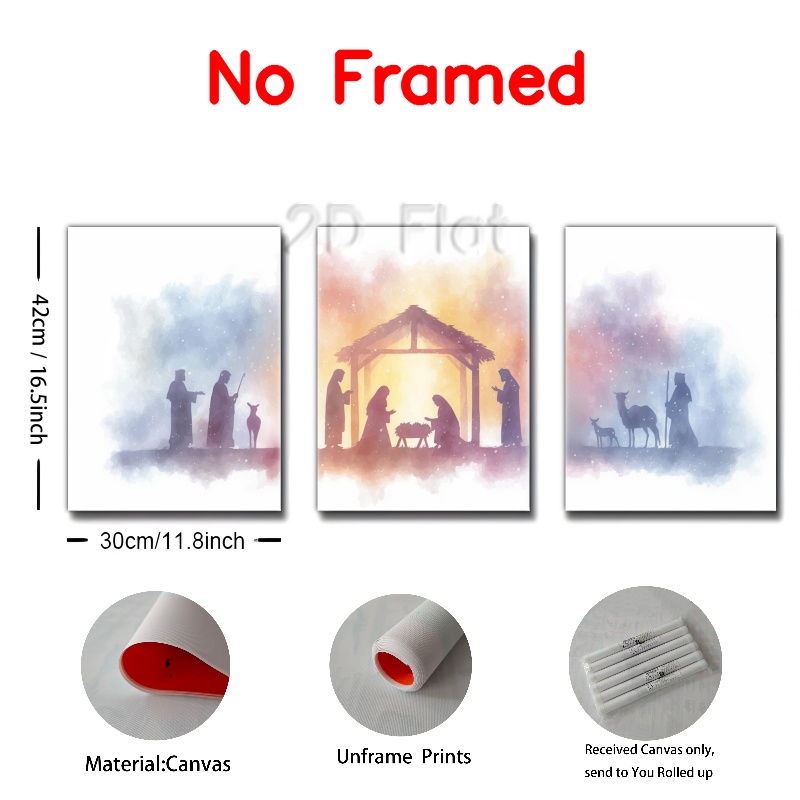 No Framed
2D Flat
42cm / 16.5inch
30cm/11.8inch
Material:Canvas
Unframe Prints
Received Canvas only,
send to You Rolled up